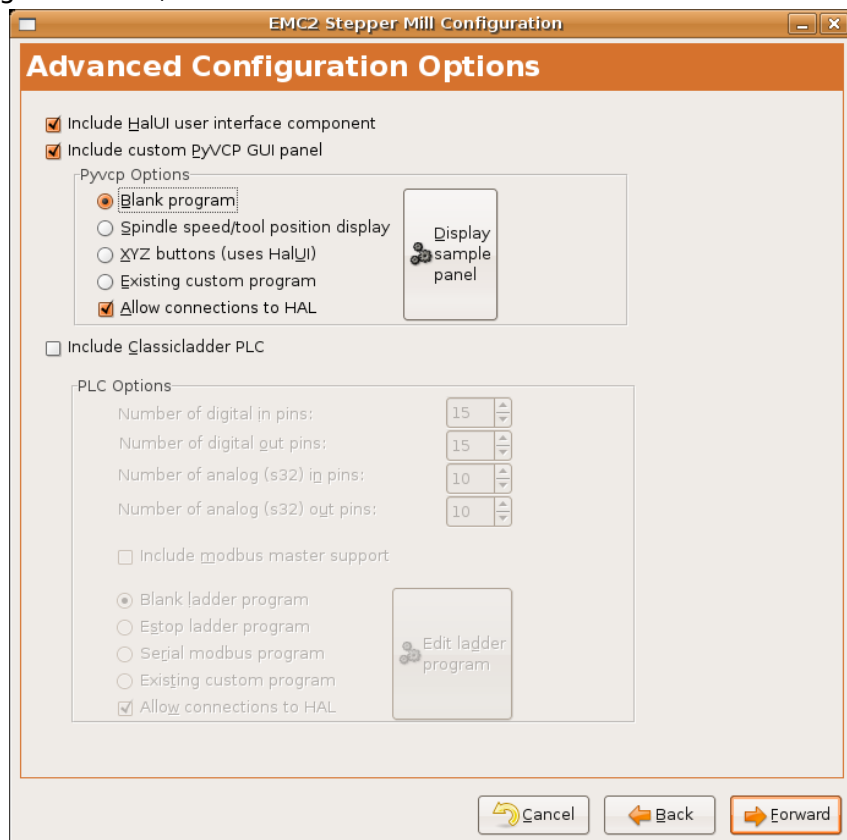 EMC2 Stepper Mill Configuration
Advanced Configuration Options
Include HalUI user interface component
Include custom PyVCP GUI panel
Pyvcp Options
Blank program
Spindle speed/tool position display
XYZ buttons (uses HalUI)
Existing custom program
Allow connections to HAL
Display
sample
panel
Include Classicladder PLC
PLC Options
Number of digital in pins: 15
Number of digital out pins: 15
Number of analog (s32) in pins: 10
Number of analog (s32) out pins: 10
Include modbus master support
Blank ladder program
Estop ladder program
Serial modbus program
Existing custom program
Allow connections to HAL
Edit ladder
program
Cancel Back Forward